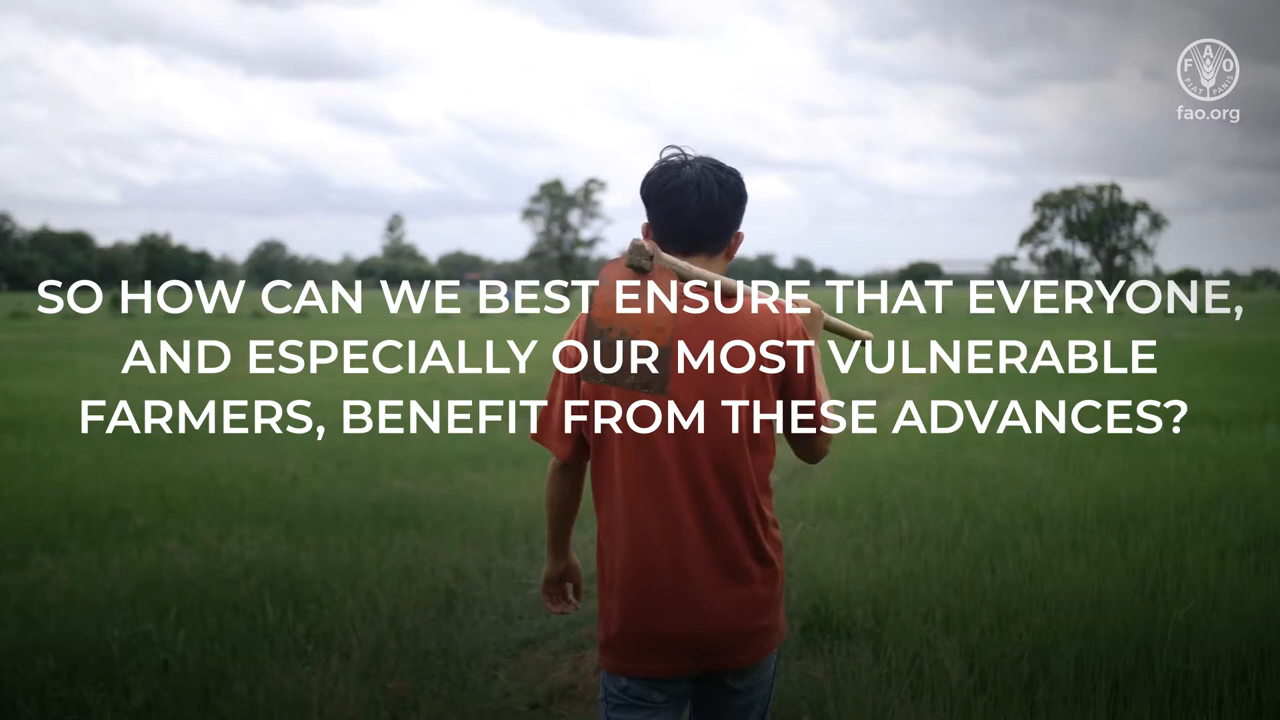 F A O
FIAT PANIS
fao.org
SO HOW CAN WE BEST ENSURE THAT EVERYONE,
AND ESPECIALLY OUR MOST VULNERABLE
FARMERS, BENEFIT FROM THESE ADVANCES?